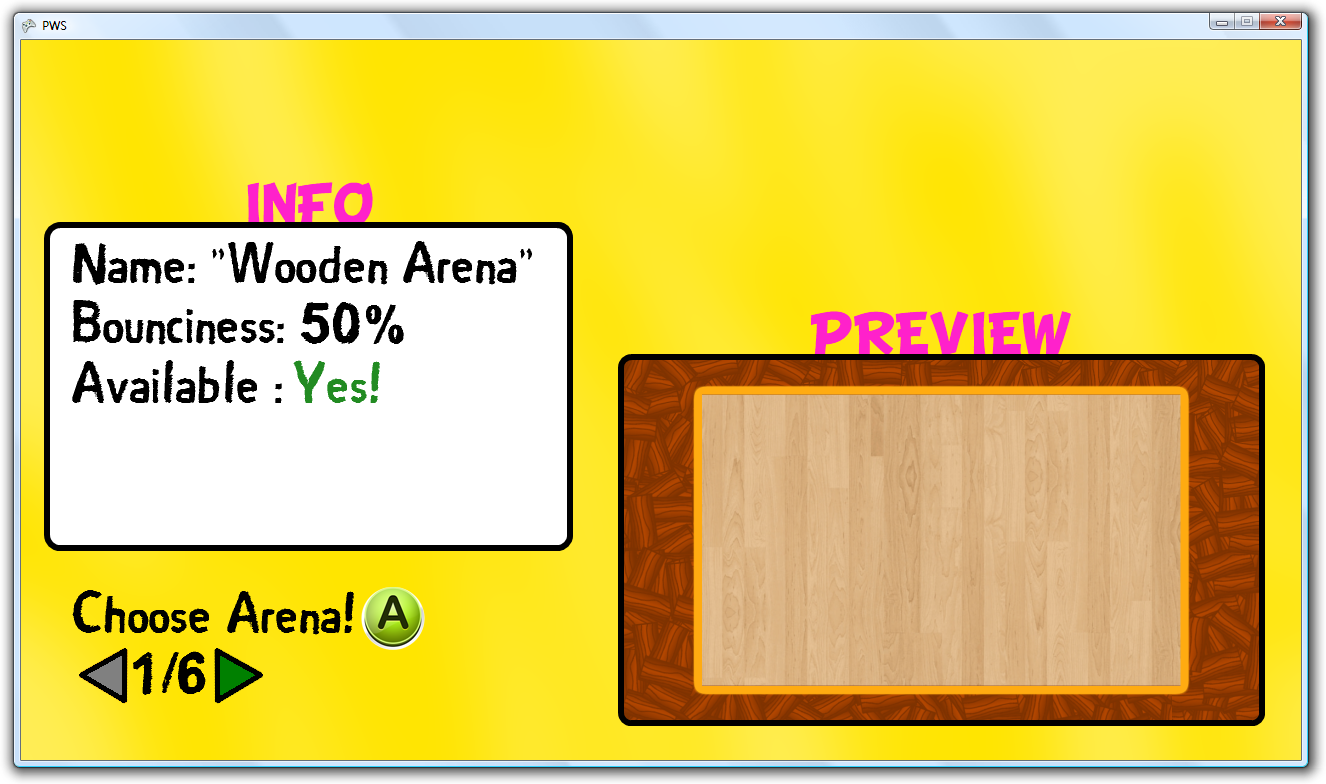 PWS
INFO
Name: "Wooden Arena"
Bounciness: 50%
Available : Yes!
Choose Arena! A
1/6
PREVIEW